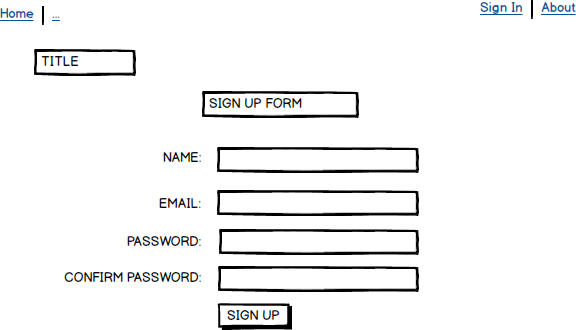 Home | ... Sign In | About
TITLE
SIGN UP FORM
NAME:
EMAIL:
PASSWORD:
CONFIRM PASSWORD:
SIGN UP